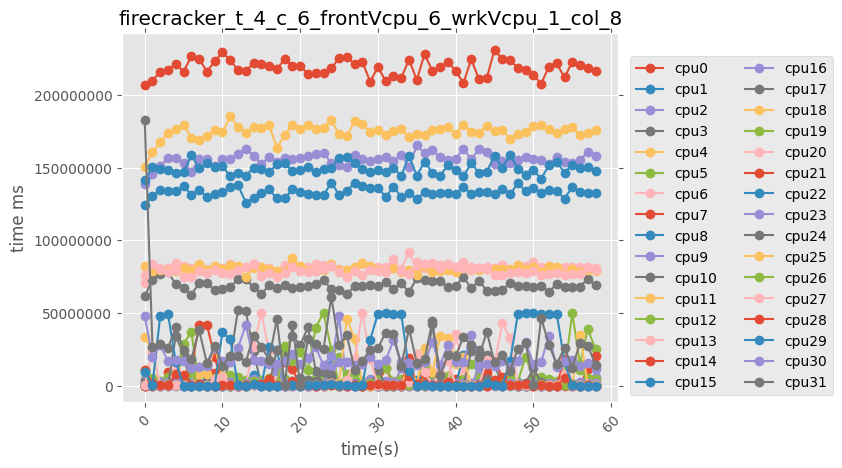 firecracker_t_4_c_6_frontVcpu_6_wrkVcpu_1_col_8
time ms
200000000
150000000
100000000
50000000
0
0
10
20
30
40
50
60
time(s)
cpu0
cpu1
cpu2
cpu3
cpu4
cpu5
cpu6
cpu7
cpu8
cpu9
cpu10
cpu11
cpu12
cpu13
cpu14
cpu15
cpu16
cpu17
cpu18
cpu19
cpu20
cpu21
cpu22
cpu23
cpu24
cpu25
cpu26
cpu27
cpu28
cpu29
cpu30
cpu31